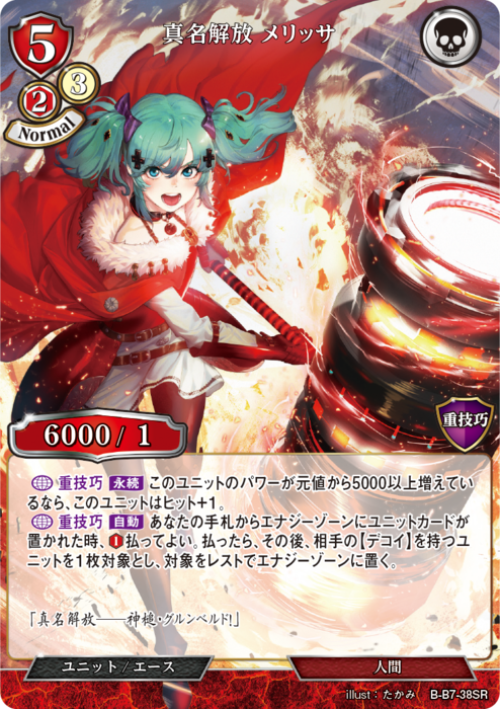 5
真名解放 メリッサ
2
3
Normal
6000 / 1
重技巧
重技巧 永続 このユニットのパワーが元値から5000以上増えてい
るなら、このユニットはヒット+1。
重技巧 自動 あなたの手札からエナジーゾーンにユニットカードが
置かれた時、1払ってよい。払ったら、その後、相手の【デコイ】を持つユ
ニットを1枚対象とし、対象をレストでエナジーゾーンに置く。
「真名解放――神槌・グルンベルド!」
ユニット / エース
人間
illust : たかみ B-B7-38SR